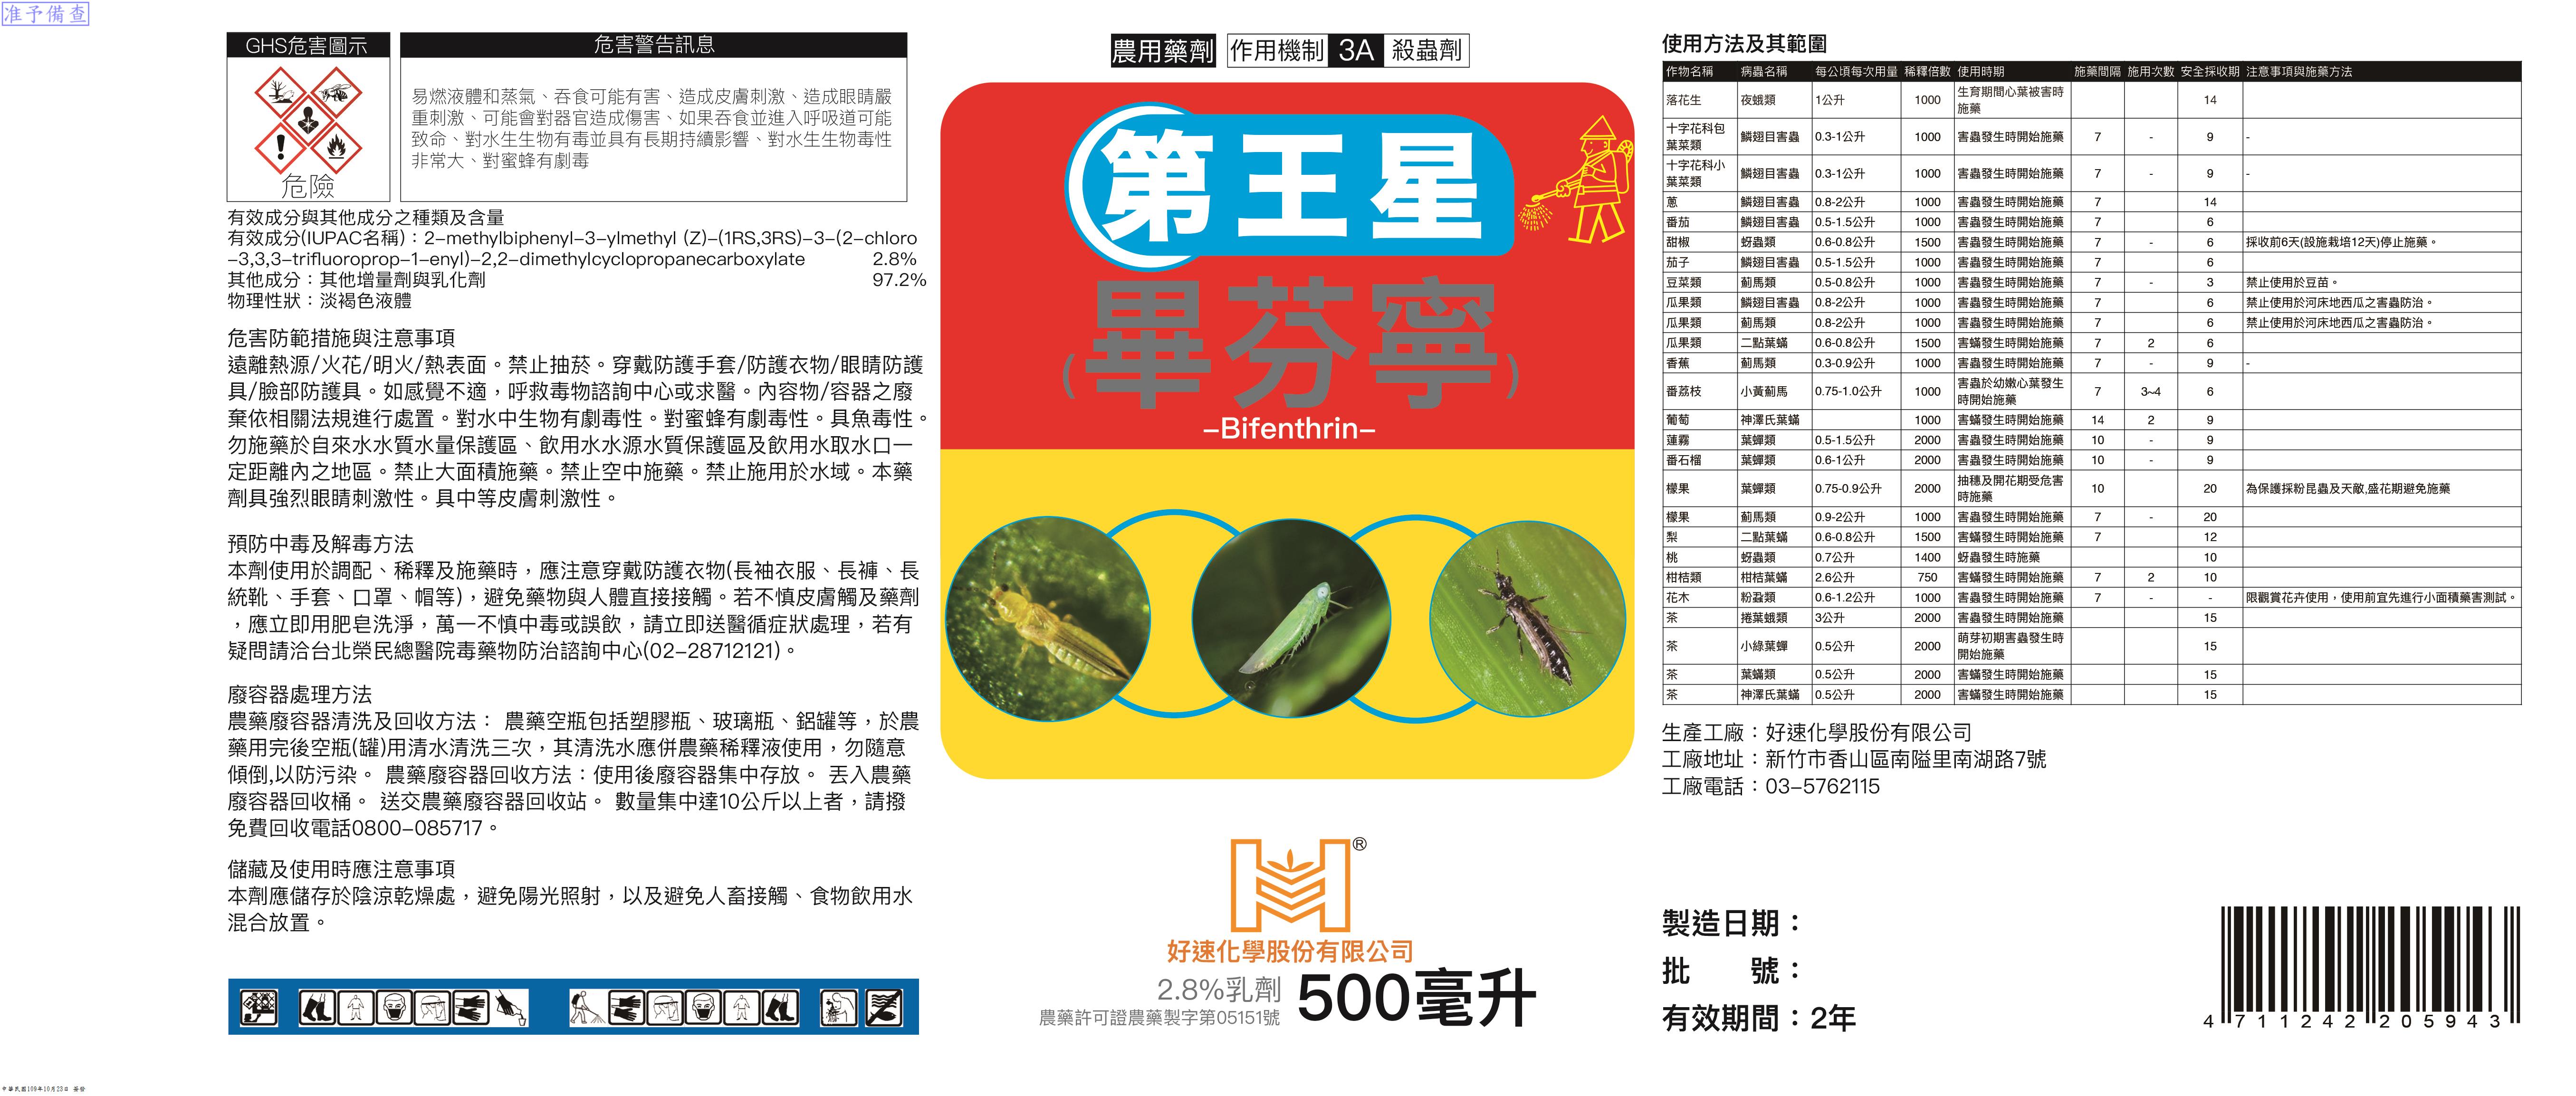 准予備查
GHS危害圖示
危險
危害警告訊息
易燃液體和蒸氣、吞食可能有害、造成皮膚刺激、造成眼睛嚴
重刺激、可能會對器官造成傷害、如果吞食並進入呼吸道可能
致命、對水生生物有毒並具有長期持續影響、對水生生物毒性
非常大、對蜜蜂有劇毒
有效成分與其他成分之種類及含量
有效成分(IUPAC名稱)：2-methylbiphenyl-3-ylmethyl (Z)-(1RS,3RS)-3-(2-chloro
-3,3,3-trifluoroprop-1-enyl)-2,2-dimethylcyclopropanecarboxylate 2.8%
其他成分：其他增量劑與乳化劑 97.2%
物理性狀：淡褐色液體
危害防範措施與注意事項
遠離熱源/火花/明火/熱表面。禁止抽菸。穿戴防護手套/防護衣物/眼睛防護
具/臉部防護具。如感覺不適，呼救毒物諮詢中心或求醫。內容物/容器之廢
棄依相關法規進行處置。對水中生物有劇毒性。對蜜蜂有劇毒性。具魚毒性。
勿施藥於自來水水質水量保護區、飲用水水源水質保護區及飲用水取水口一
定距離內之地區。禁止大面積施藥。禁止空中施藥。禁止施用於水域。本藥
劑具強烈眼睛刺激性。具中等皮膚刺激性。
預防中毒及解毒方法
本劑使用於調配、稀釋及施藥時，應注意穿戴防護衣物(長袖衣服、長褲、長
統靴、手套、口罩、帽等)，避免藥物與人體直接接觸。若不慎皮膚觸及藥劑
，應立即用肥皂洗淨，萬一不慎中毒或誤飲，請立即送醫循症狀處理，若有
疑問請洽台北榮民總醫院毒藥物防治諮詢中心(02-28712121)。
廢容器處理方法
農藥廢容器清洗及回收方法： 農藥空瓶包括塑膠瓶、玻璃瓶、鋁罐等，於農
藥用完後空瓶(罐)用清水清洗三次，其清洗水應併農藥稀釋液使用，勿隨意
傾倒,以防污染。 農藥廢容器回收方法：使用後廢容器集中存放。 丟入農藥
廢容器回收桶。 送交農藥廢容器回收站。 數量集中達10公斤以上者，請撥
免費回收電話0800-085717。
儲藏及使用時應注意事項
本劑應儲存於陰涼乾燥處，避免陽光照射，以及避免人畜接觸、食物飲用水
混合放置。
農用藥劑 作用機制 3A 殺蟲劑
第王星
(畢芬寧)
-Bifenthrin-
®
好速化學股份有限公司
2.8%乳劑 500毫升
農藥許可證農藥製字第05151號
使用方法及其範圍
作物名稱 病蟲名稱 每公頃每次用量 稀釋倍數 使用時期 施藥間隔 施用次數 安全採收期 注意事項與施藥方法
落花生 夜蛾類 1公升 1000 生育期間心葉被害時施藥 14
十字花科包葉菜類 鱗翅目害蟲 0.3-1公升 1000 害蟲發生時開始施藥 7 - 9 -
十字花科小葉菜類 鱗翅目害蟲 0.3-1公升 1000 害蟲發生時開始施藥 7 - 9 -
蔥 鱗翅目害蟲 0.8-2公升 1000 害蟲發生時開始施藥 7 14
番茄 鱗翅目害蟲 0.5-1.5公升 1000 害蟲發生時開始施藥 7 6
甜椒 蚜蟲類 0.6-0.8公升 1500 害蟲發生時開始施藥 7 - 6 採收前6天(設施栽培12天)停止施藥。
茄子 鱗翅目害蟲 0.5-1.5公升 1000 害蟲發生時開始施藥 7 6
豆菜類 薊馬類 0.5-0.8公升 1000 害蟲發生時開始施藥 7 - 3 禁止使用於豆苗。
瓜果類 鱗翅目害蟲 0.8-2公升 1000 害蟲發生時開始施藥 7 6 禁止使用於河床地西瓜之害蟲防治。
瓜果類 薊馬類 0.8-2公升 1000 害蟲發生時開始施藥 7 6 禁止使用於河床地西瓜之害蟲防治。
瓜果類 二點葉蟎 0.6-0.8公升 1500 害蟎發生時開始施藥 7 2 6
香蕉 薊馬類 0.3-0.9公升 1000 害蟲發生時開始施藥 7 - 9 -
番荔枝 小黃薊馬 0.75-1.0公升 1000 害蟲於幼嫩心葉發生時開始施藥 7 3~4 6
葡萄 神澤氏葉蟎 1000 害蟎發生時開始施藥 14 2 9
蓮霧 葉蟬類 0.5-1.5公升 2000 害蟲發生時開始施藥 10 - 9
番石榴 葉蟬類 0.6-1公升 2000 害蟲發生時開始施藥 10 - 9
檬果 葉蟬類 0.75-0.9公升 2000 抽穗及開花期受危害時施藥 10 20 為保護採粉昆蟲及天敵,盛花期避免施藥
檬果 薊馬類 0.9-2公升 1000 害蟲發生時開始施藥 7 - 20
梨 二點葉蟎 0.6-0.8公升 1500 害蟎發生時開始施藥 7 12
桃 蚜蟲類 0.7公升 1400 蚜蟲發生時施藥 10
柑桔類 柑桔葉蟎 2.6公升 750 害蟎發生時開始施藥 7 2 10
花木 粉蝨類 0.6-1.2公升 1000 害蟲發生時開始施藥 7 - - 限觀賞花卉使用，使用前宜先進行小面積藥害測試。
茶 捲葉蛾類 3公升 2000 害蟲發生時開始施藥 15
茶 小綠葉蟬 0.5公升 2000 萌芽初期害蟲發生時開始施藥 15
茶 葉蟎類 0.5公升 2000 害蟎發生時開始施藥 15
茶 神澤氏葉蟎 0.5公升 2000 害蟎發生時開始施藥 15
生產工廠：好速化學股份有限公司
工廠地址：新竹市香山區南隘里南湖路7號
工廠電話：03-5762115
製造日期：
批 號：
有效期間：2年
4 711242 205943
中華民國109年10月23日 簽發